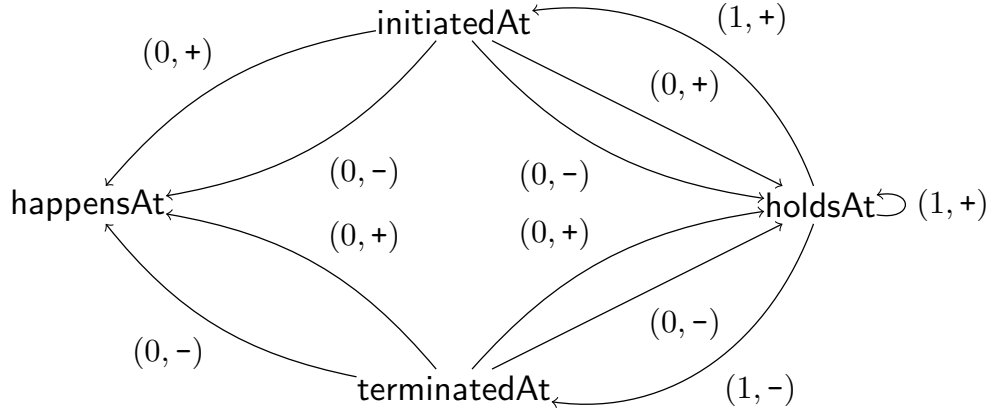 initiatedAt
(1, +)
(0, +)
(0, +)
(0, -)
(0, -)
happensAt
holdsAt
(1, +)
(0, +)
(0, +)
(0, -)
(0, -)
terminatedAt
(1, -)